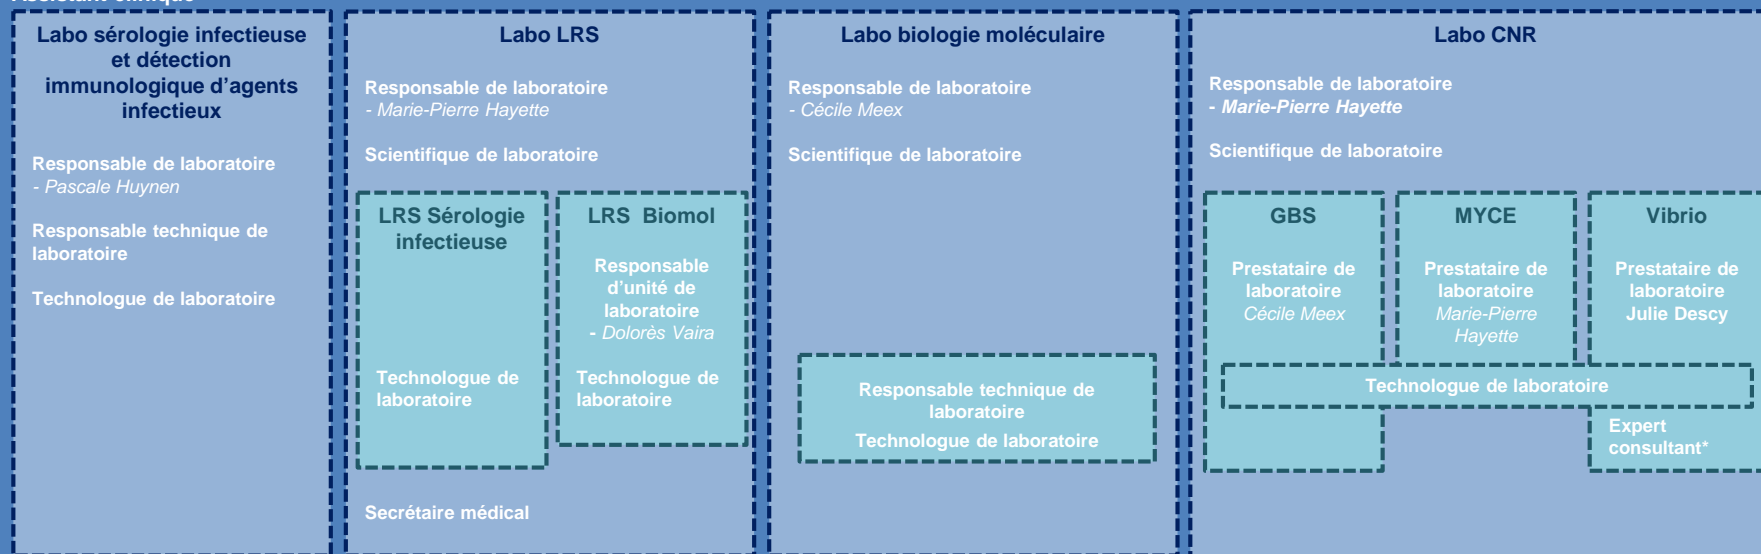 Labo sérologie infectieuse
et détection
immunologique d'agents
infectieux
Responsable de laboratoire
- Pascale Huynen
Responsable technique de
laboratoire
Technologue de laboratoire
Labo LRS
Responsable de laboratoire
- Marie-Pierre Hayette
Scientifique de laboratoire
LRS Sérologie
infectieuse
Technologue de
laboratoire
LRS Biomol
Responsable
d'unité de
laboratoire
- Dolorès Vaira
Technologue de
laboratoire
Secrétaire médical
Labo biologie moléculaire
Responsable de laboratoire
- Cécile Meex
Scientifique de laboratoire
Responsable technique de
laboratoire
Technologue de laboratoire
Labo CNR
Responsable de laboratoire
- Marie-Pierre Hayette
Scientifique de laboratoire
GBS
Prestataire de
laboratoire
Cécile Meex
MYCE
Prestataire de
laboratoire
Marie-Pierre
Hayette
Vibrio
Prestataire de
laboratoire
Julie Descy
Technologue de laboratoire
Expert
consultant*